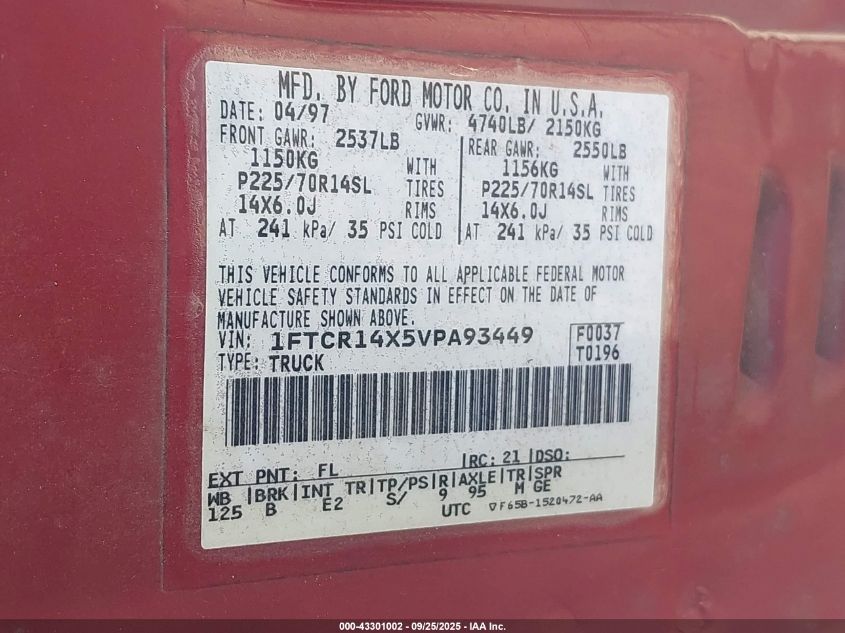 MFD. BY FORD MOTOR CO. IN U.S.A.
DATE: 04/97 GVWR: 4740LB/ 2150KG
FRONT GAWR: 2537LB REAR GAWR: 2550LB
1150KG WITH 1156KG WITH
P225/70R14SL TIRES P225/70R14SL TIRES
14X6.0J RIMS 14X6.0J RIMS
AT 241 kPa/ 35 PSI COLD AT 241 kPa/ 35 PSI COLD
THIS VEHICLE CONFORMS TO ALL APPLICABLE FEDERAL MOTOR
VEHICLE SAFETY STANDARDS IN EFFECT ON THE DATE OF
MANUFACTURE SHOWN ABOVE.
VIN: 1FTCR14X5VPA93449 F0037
TYPE: TRUCK T0196
EXT PNT: FL RC: 21 DSO:
WB BRK INT TR TP/PS R AXLE TR SPR
125 B E2 S/ 9 95 M GE
UTC ▽F65B-1520472-AA
000-43301002 - 09/25/2025 - IAA Inc.